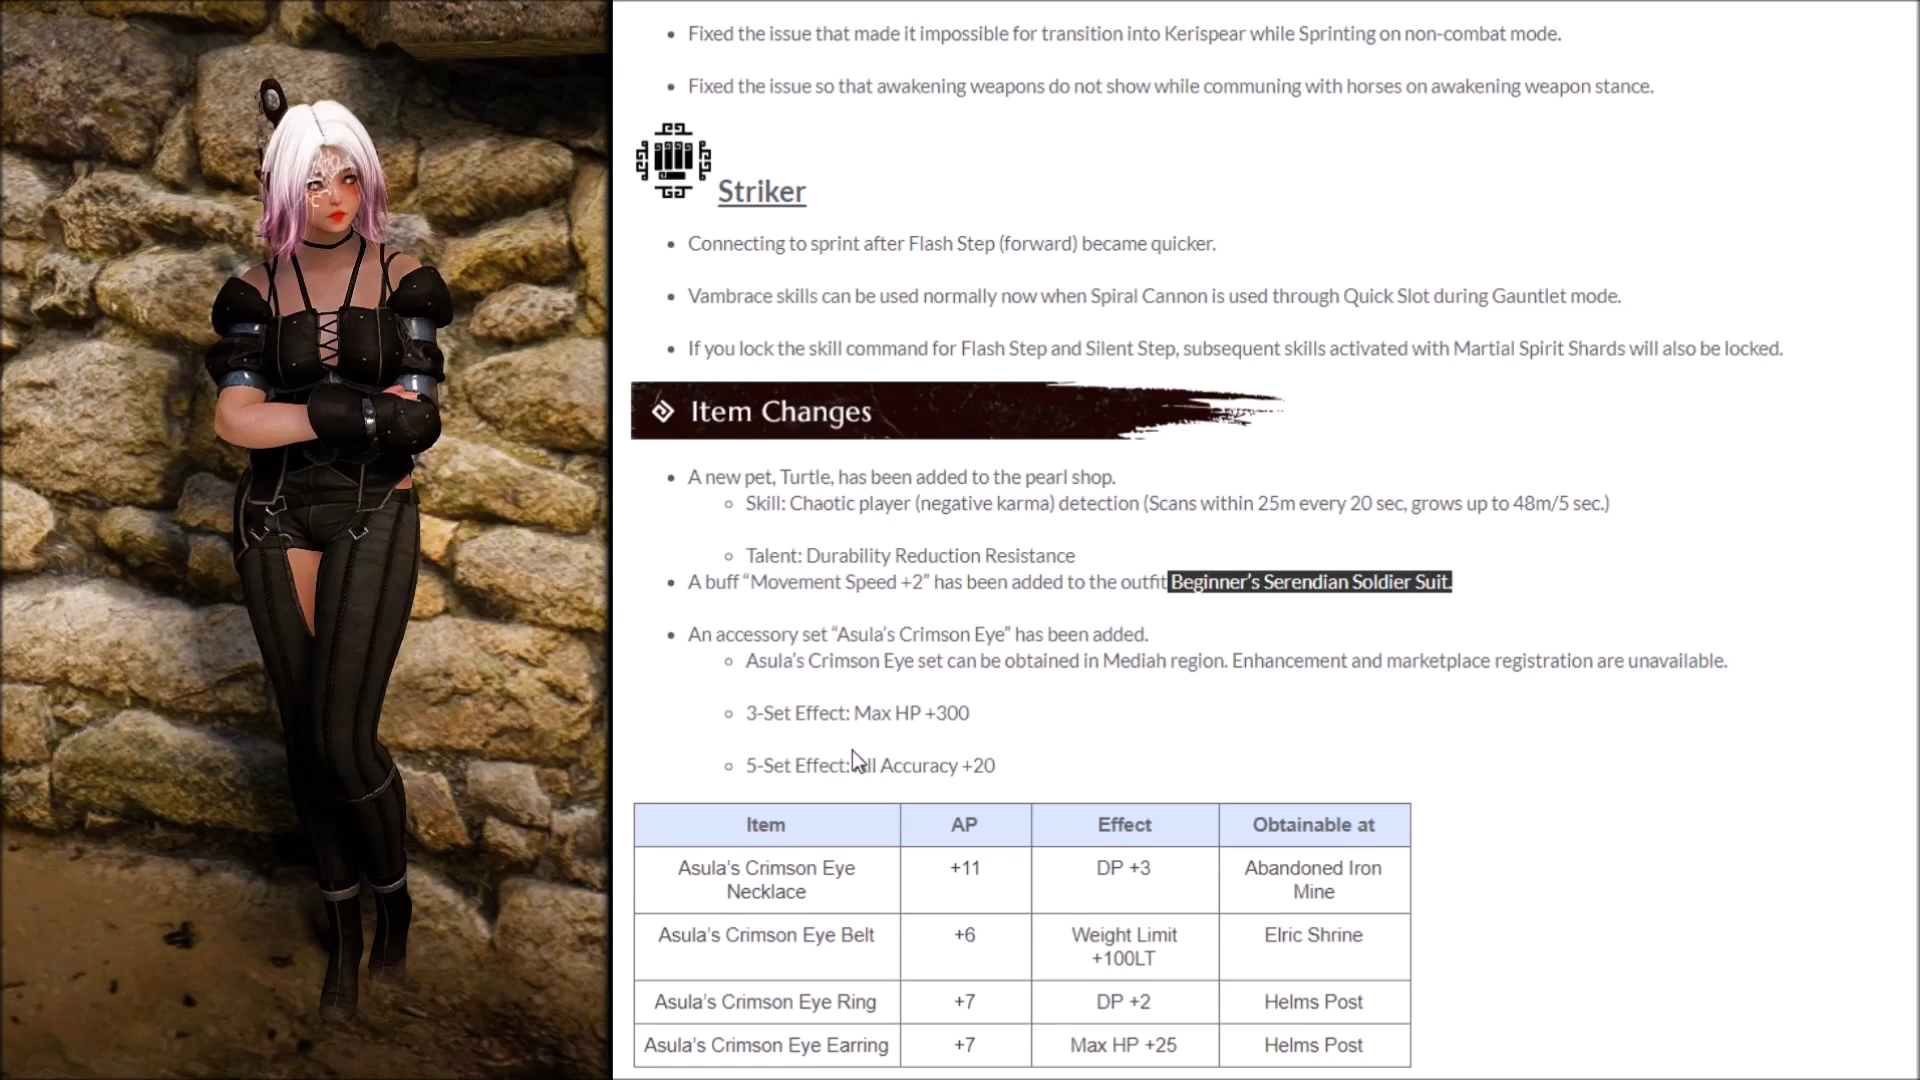 Fixed the issue that made it impossible for transition into Kerispear while Sprinting on non-combat mode.
Fixed the issue so that awakening weapons do not show while communing with horses on awakening weapon stance.
Striker
Connecting to sprint after Flash Step (forward) became quicker.
Vambrace skills can be used normally now when Spiral Cannon is used through Quick Slot during Gauntlet mode.
If you lock the skill command for Flash Step and Silent Step, subsequent skills activated with Martial Spirit Shards will also be locked.
Item Changes
A new pet, Turtle, has been added to the pearl shop.
Skill: Chaotic player (negative karma) detection (Scans within 25m every 20 sec, grows up to 48m/5 sec.)
Talent: Durability Reduction Resistance
A buff “Movement Speed +2” has been added to the outfit Beginner’s Serendian Soldier Suit.
An accessory set “Asula’s Crimson Eye” has been added.
Asula’s Crimson Eye set can be obtained in Mediah region. Enhancement and marketplace registration are unavailable.
3-Set Effect: Max HP +300
5-Set Effect: Accuracy +20
Item AP Effect Obtainable at
Asula’s Crimson Eye Necklace +11 DP +3 Abandoned Iron Mine
Asula’s Crimson Eye Belt +6 Weight Limit +100LT Elric Shrine
Asula’s Crimson Eye Ring +7 DP +2 Helms Post
Asula’s Crimson Eye Earring +7 Max HP +25 Helms Post